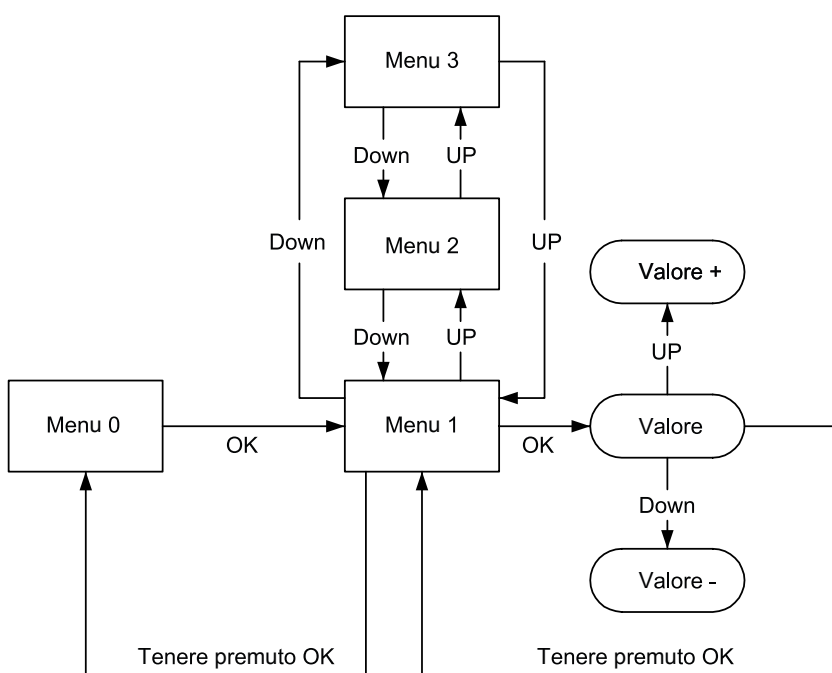 Menu 3
Down
UP
Down
Menu 2
UP
Valore +
Down
UP
UP
Menu 0
OK
Menu 1
OK
Valore
Down
Valore -
Tenere premuto OK
Tenere premuto OK